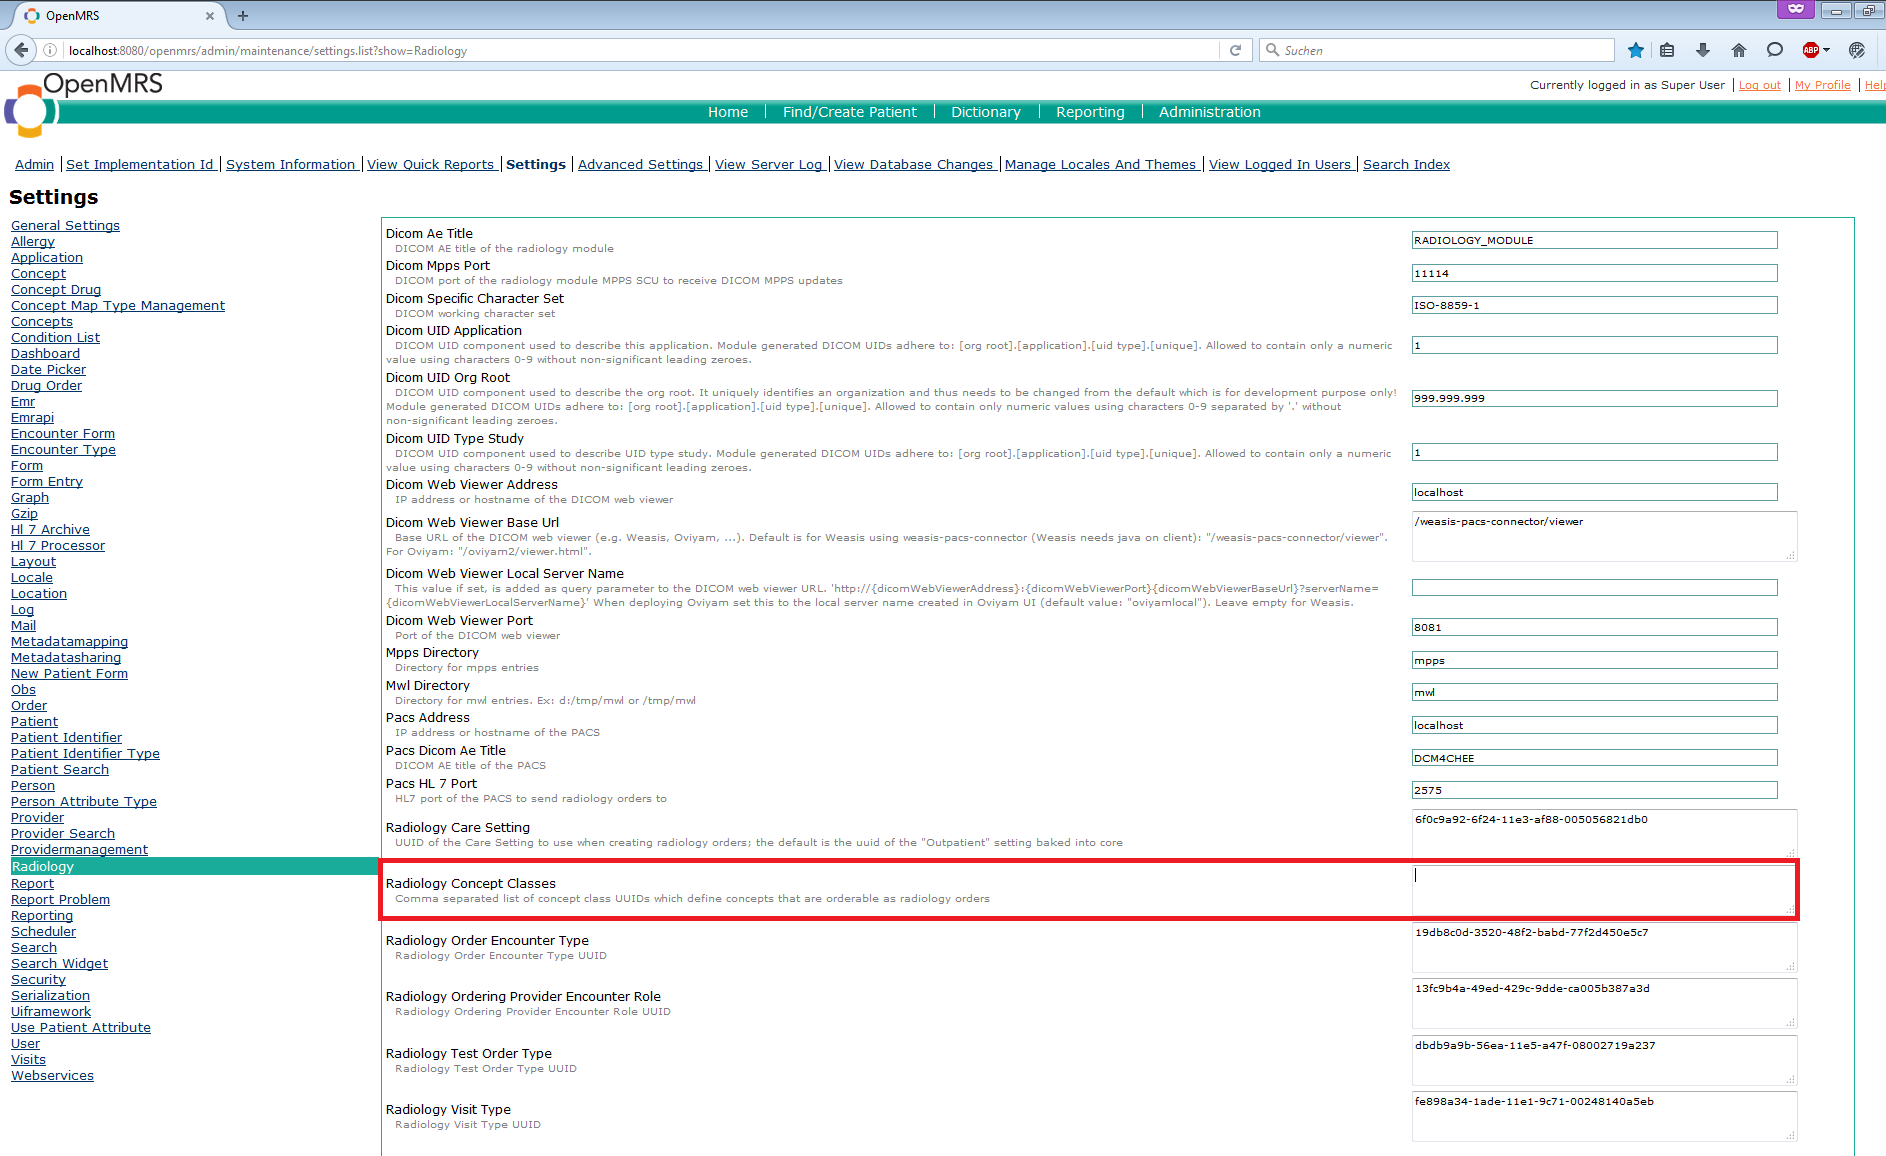 OpenMRS
localhost:8080/openmrs/admin/maintenance/settings.list?show=Radiology
Suchen
ABP
OpenMRS
Currently logged in as Super User Log out My Profile Help
Home Find/Create Patient Dictionary Reporting Administration
Admin Set Implementation Id System Information View Quick Reports Settings Advanced Settings View Server Log View Database Changes Manage Locales And Themes View Logged In Users Search Index
Settings
General Settings
Allergy
Application
Concept
Concept Drug
Concept Map Type Management
Concepts
Condition List
Dashboard
Date Picker
Drug Order
Emr
Emrapi
Encounter Form
Encounter Type
Form
Form Entry
Graph
Gzip
Hl 7 Archive
Hl 7 Processor
Layout
Locale
Location
Log
Mail
Metadatamapping
Metadatasharing
New Patient Form
Obs
Order
Patient
Patient Identifier
Patient Identifier Type
Patient Search
Person
Person Attribute Type
Provider
Provider Search
Providermanagement
Radiology
Report
Report Problem
Reporting
Scheduler
Search
Search Widget
Security
Serialization
Uiframework
Use Patient Attribute
User
Visits
Webservices
Dicom Ae Title
DICOM AE title of the radiology module
RADIOLOGY_MODULE
Dicom Mpps Port
DICOM port of the radiology module MPPS SCU to receive DICOM MPPS updates
11114
Dicom Specific Character Set
DICOM working character set
ISO-8859-1
Dicom UID Application
DICOM UID component used to describe this application. Module generated DICOM UIDs adhere to: [org root].[application].[uid type].[unique]. Allowed to contain only a numeric
value using characters 0-9 without non-significant leading zeroes.
1
Dicom UID Org Root
DICOM UID component used to describe the org root. It uniquely identifies an organization and thus needs to be changed from the default which is for development purpose only!
Module generated DICOM UIDs adhere to: [org root].[application].[uid type].[unique]. Allowed to contain only numeric values using characters 0-9 separated by '.' without
non-significant leading zeroes.
999.999.999
Dicom UID Type Study
DICOM UID component used to describe UID type study. Module generated DICOM UIDs adhere to: [org root].[application].[uid type].[unique]. Allowed to contain only a numeric
value using characters 0-9 without non-significant leading zeroes.
1
Dicom Web Viewer Address
IP address or hostname of the DICOM web viewer
localhost
Dicom Web Viewer Base Url
Base URL of the DICOM web viewer (e.g. Weasis, Oviyam, ...). Default is for Weasis using weasis-pacs-connector (Weasis needs java on client): "/weasis-pacs-connector/viewer".
For Oviyam: "/oviyam2/viewer.html".
/weasis-pacs-connector/viewer
Dicom Web Viewer Local Server Name
This value if set, is added as query parameter to the DICOM web viewer URL. 'http://{dicomWebViewerAddress}:{dicomWebViewerPort}{dicomWebViewerBaseUrl}?serverName=
{dicomWebViewerLocalServerName}' When deploying Oviyam set this to the local server name created in Oviyam UI (default value: "oviyamlocal"). Leave empty for Weasis.
Dicom Web Viewer Port
Port of the DICOM web viewer
8081
Mpps Directory
Directory for mpps entries
mpps
Mwl Directory
Directory for mwl entries. Ex: d:/tmp/mwl or /tmp/mwl
mwl
Pacs Address
IP address or hostname of the PACS
localhost
Pacs Dicom Ae Title
DICOM AE title of the PACS
DCM4CHEE
Pacs HL 7 Port
HL7 port of the PACS to send radiology orders to
2575
Radiology Care Setting
UUID of the Care Setting to use when creating radiology orders; the default is the uuid of the "Outpatient" setting baked into core
6f0c9a92-6f24-11e3-af88-005056821db0
Radiology Concept Classes
Comma separated list of concept class UUIDs which define concepts that are orderable as radiology orders
Radiology Order Encounter Type
Radiology Order Encounter Type UUID
19db8c0d-3520-48f2-babd-77f2d450e5c7
Radiology Ordering Provider Encounter Role
Radiology Ordering Provider Encounter Role UUID
13fc9b4a-49ed-429c-9dde-ca005b387a3d
Radiology Test Order Type
Radiology Test Order Type UUID
dbdb9a9b-56ea-11e5-a47f-08002719a237
Radiology Visit Type
Radiology Visit Type UUID
fe898a34-1ade-11e1-9c71-00248140a5eb